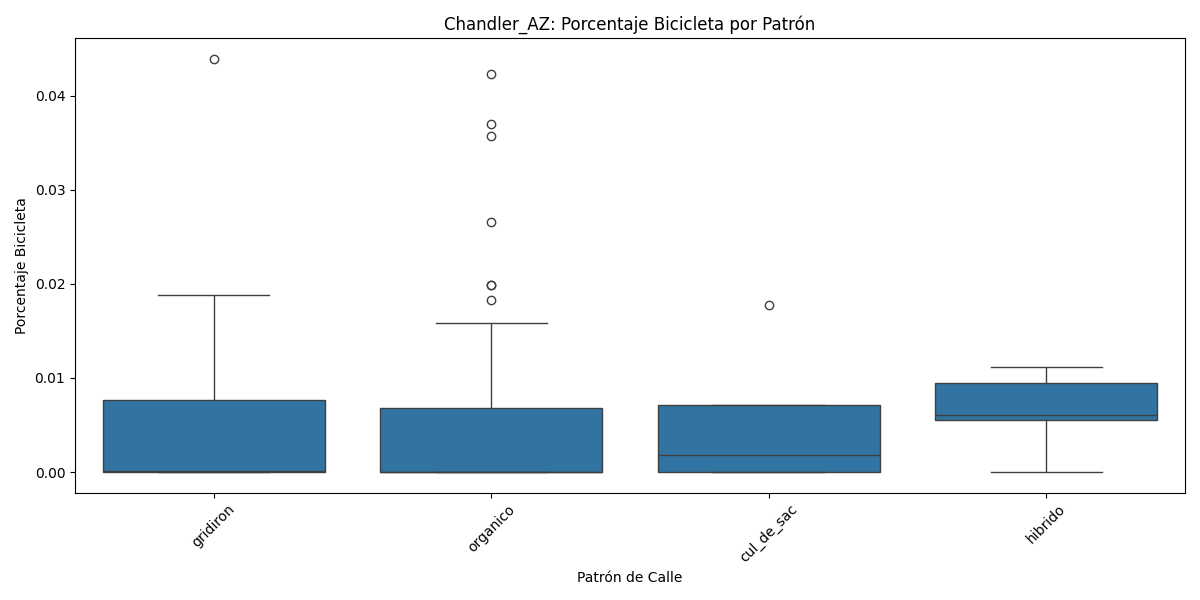 Chandler_AZ: Porcentaje Bicicleta por Patrón
Porcentaje Bicicleta
0.04
0.03
0.02
0.01
0.00
gridiron
organico
cul_de_sac
hibrido
Patrón de Calle